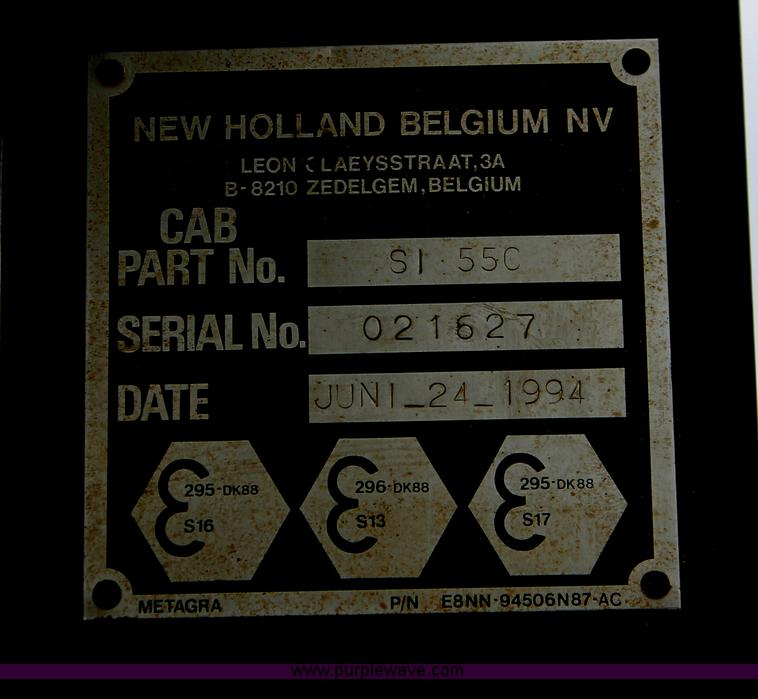 NEW HOLLAND BELGIUM NV
LEON CLAEYSSTRAAT,3A
B-8210 ZEDELGEM, BELGIUM
CAB
PART No. SI 55C
SERIAL No. 021627
DATE JUNI_24_1994
ε 295-DK88 S16 ε 296-DK88 S13 ε 295-DK88 S17
METAGRA P/N E8NN-94506N87-AC
www.purplewave.com